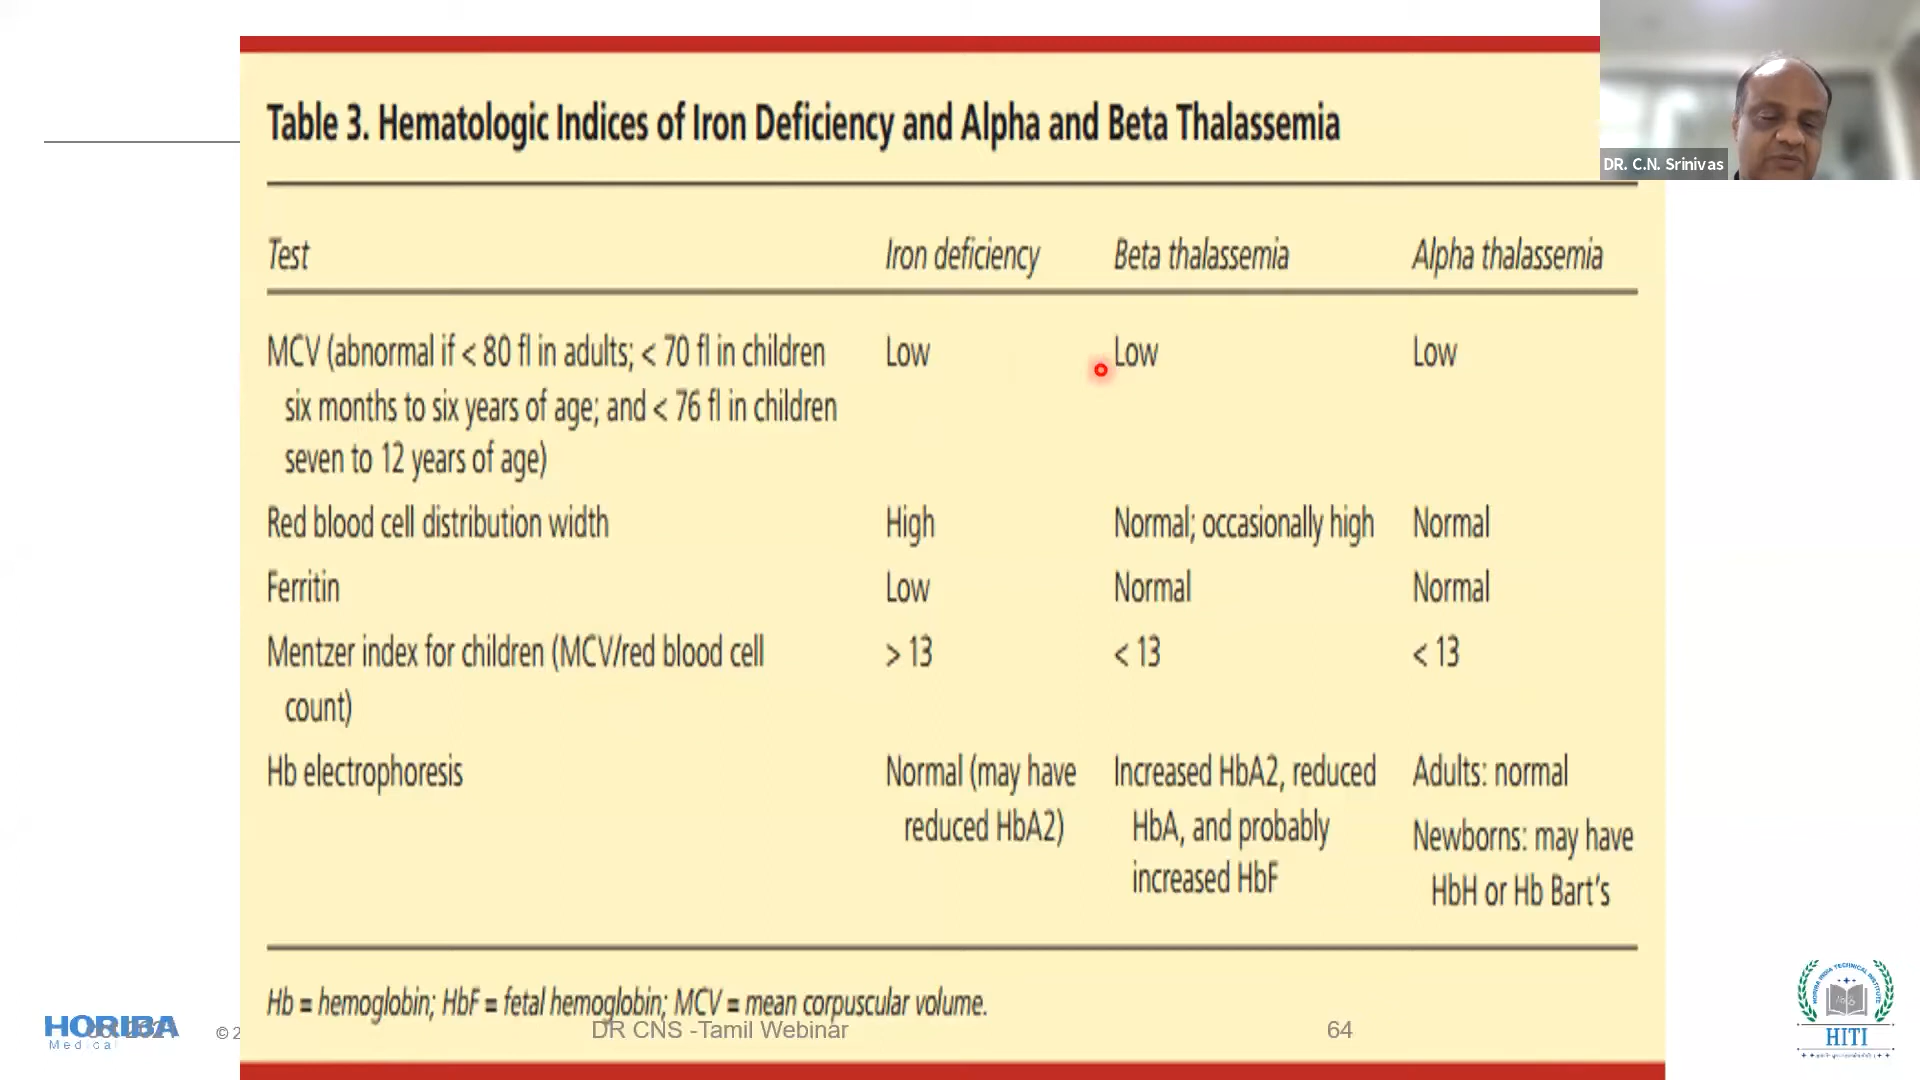 Table 3. Hematologic Indices of Iron Deficiency and Alpha and Beta Thalassemia
DR. C.N. Srinivas
Test Iron deficiency Beta thalassemia Alpha thalassemia
MCV (abnormal if < 80 fl in adults; < 70 fl in children Low Low Low
six months to six years of age; and < 76 fl in children
seven to 12 years of age)
Red blood cell distribution width High Normal; occasionally high Normal
Ferritin Low Normal Normal
Mentzer index for children (MCV/red blood cell > 13 < 13 < 13
count)
Hb electrophoresis Normal (may have Increased HbA2, reduced Adults: normal
reduced HbA2) HbA, and probably Newborns: may have
increased HbF HbH or Hb Bart's
Hb = hemoglobin; HbF = fetal hemoglobin; MCV = mean corpuscular volume.
HORIBA
Medical
© 2
DR CNS -Tamil Webinar
64
HORIBA INDIA TECHNICAL INSTITUTE
HITI